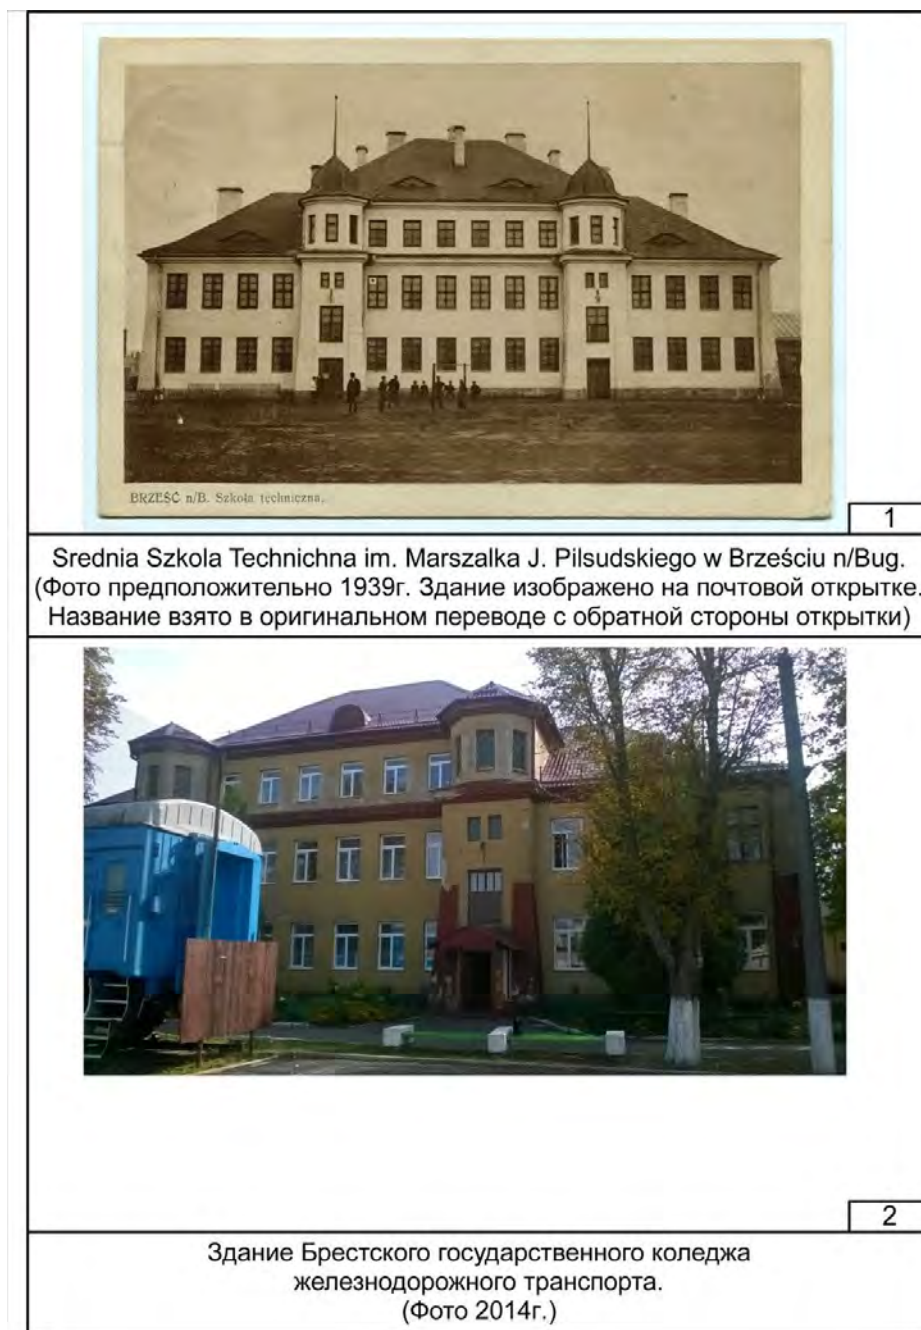 BRZEŚĆ n/B. Szkoła techniczna.
1
Srednia Szkola Technichna im. Marszalka J. Pilsudskiego w Brześciu n/Bug.
(Фото предположительно 1939г. Здание изображено на почтовой открытке.
Название взято в оригинальном переводе с обратной стороны открытки)
2
Здание Брестского государственного коледжа
железнодорожного транспорта.
(Фото 2014г.)